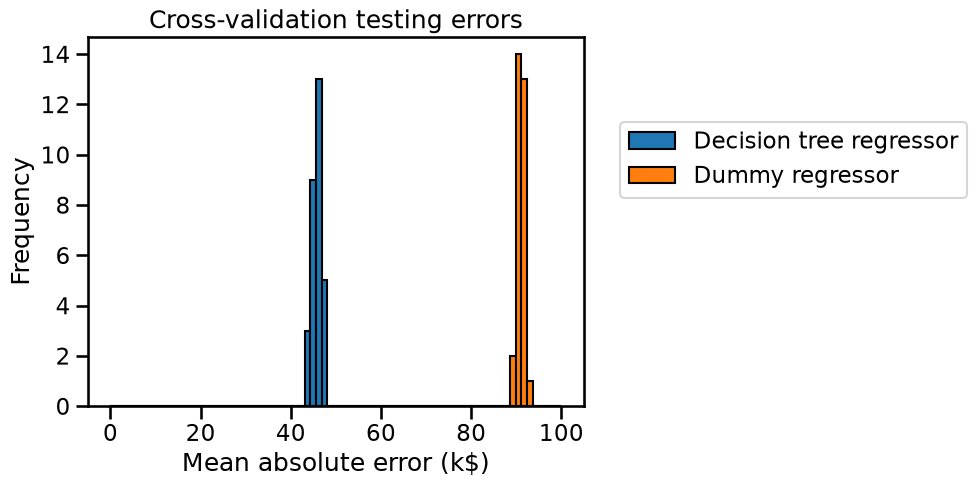 Cross-validation testing errors
14
12
10
8
6
4
2
0
Frequency
0 20 40 60 80 100
Mean absolute error (k$)
Decision tree regressor
Dummy regressor